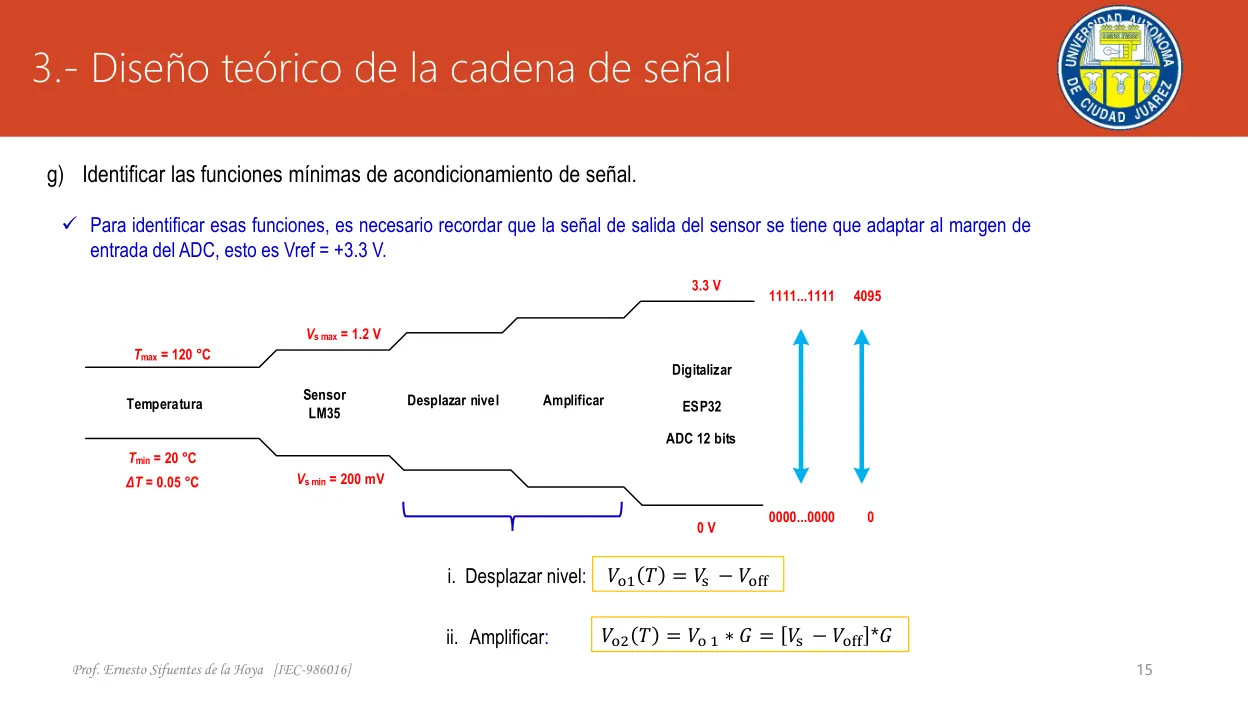 3.- Diseño teórico de la cadena de señal
UNIVERSIDAD AUTONOMA
DE CIUDAD JUAREZ
g) Identificar las funciones mínimas de acondicionamiento de señal.
✓ Para identificar esas funciones, es necesario recordar que la señal de salida del sensor se tiene que adaptar al margen de
entrada del ADC, esto es Vref = +3.3 V.
3.3 V
1111...1111 4095
Vs max = 1.2 V
Tmax = 120 °C
Digitalizar
Sensor
LM35
Desplazar nivel
Amplificar
Temperatura
ESP32
ADC 12 bits
Tmin = 20 °C
ΔT = 0.05 °C
Vs min = 200 mV
0000...0000 0
0 V
i. Desplazar nivel: Vo1(T) = Vs − Voff
ii. Amplificar: Vo2(T) = Vo 1 ∗ G = [Vs − Voff]*G
Prof. Ernesto Sifuentes de la Hoya [IEC-986016]
15